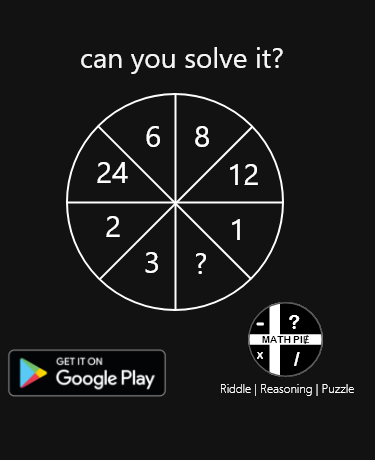 can you solve it?
6 8
24 12
2 1
3 ?
- ?
MATH PIE
x /
GET IT ON
Google Play
Riddle | Reasoning | Puzzle